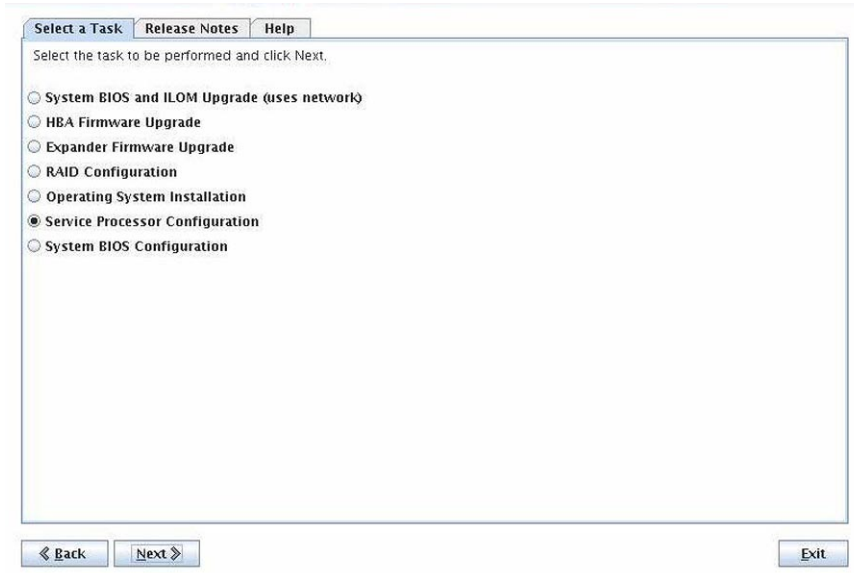 Select a Task Release Notes Help
Select the task to be performed and click Next.
System BIOS and ILOM Upgrade (uses network)
HBA Firmware Upgrade
Expander Firmware Upgrade
RAID Configuration
Operating System Installation
Service Processor Configuration
System BIOS Configuration
Back Next Exit